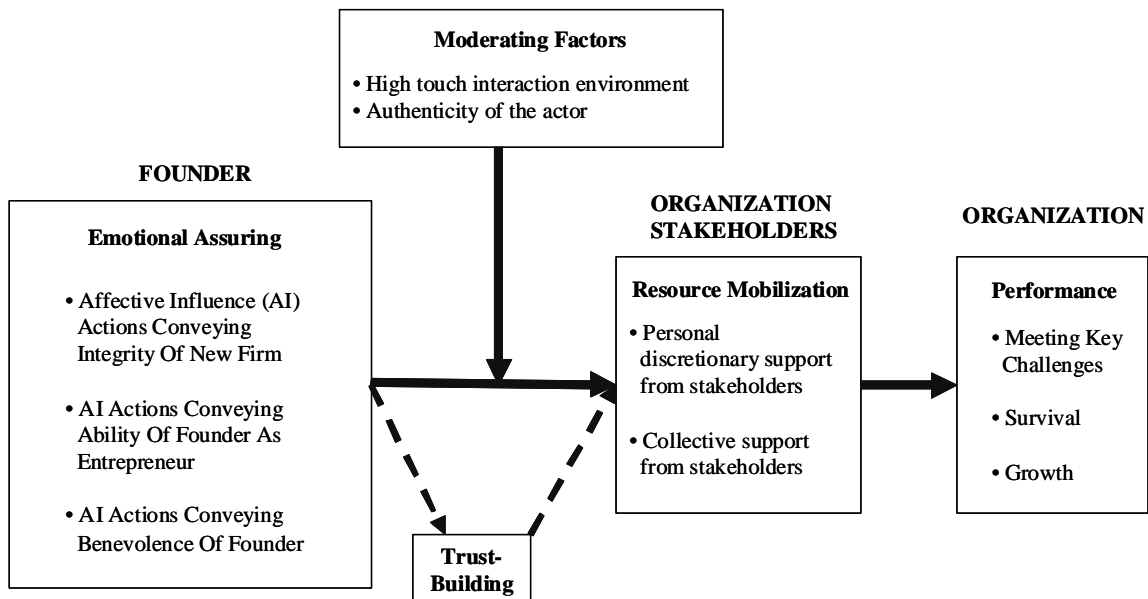 Moderating Factors
• High touch interaction environment
• Authenticity of the actor
FOUNDER
Emotional Assuring
• Affective Influence (AI)
Actions Conveying
Integrity Of New Firm
• AI Actions Conveying
Ability Of Founder As
Entrepreneur
• AI Actions Conveying
Benevolence Of Founder
Trust-
Building
ORGANIZATION
STAKEHOLDERS
Resource Mobilization
• Personal
discretionary support
from stakeholders
• Collective support
from stakeholders
ORGANIZATION
Performance
• Meeting Key
Challenges
• Survival
• Growth